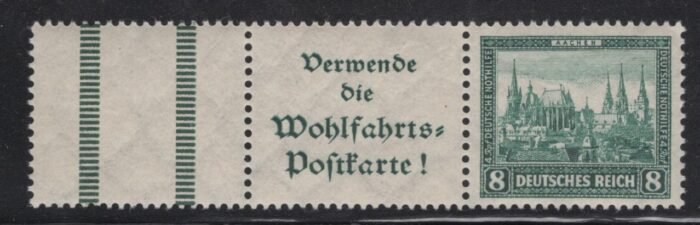 Verwende
die
Wohlfahrts=
Postkarte!
AACHEN
DEUTSCHE NOTHILFE
DEUTSCHE NOTHILFE
8 DEUTSCHES REICH 8